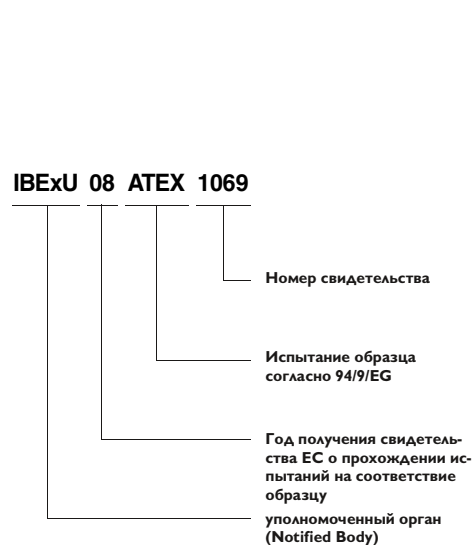 IBExU 08 ATEX 1069
Номер свидетельства
Испытание образца
согласно 94/9/EG
Год получения свидетель-
ства ЕС о прохождении ис-
пытаний на соответствие
образцу
уполномоченный орган
(Notified Body)